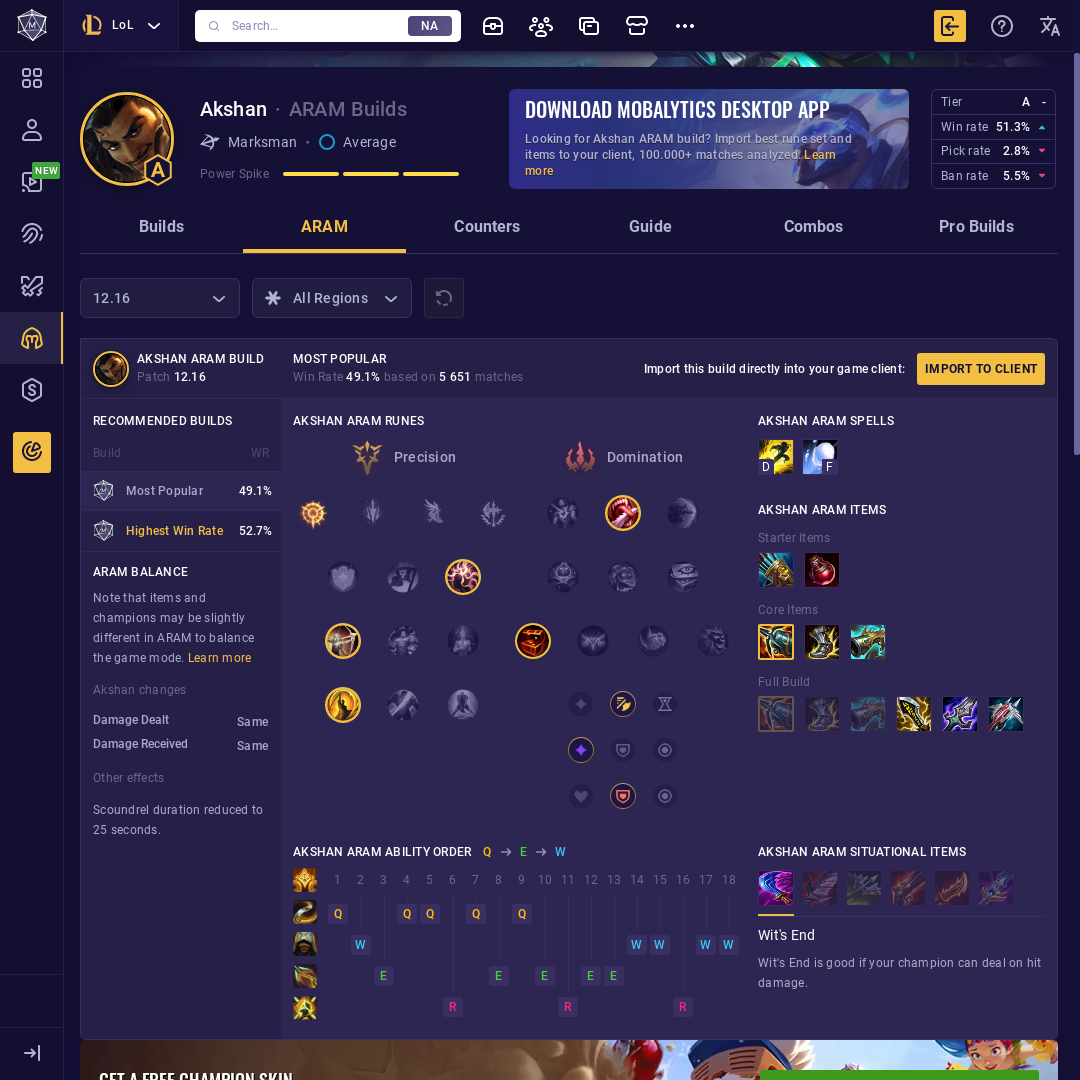 LoL
Search...
NA
NEW
Akshan · ARAM Builds
Marksman · Average
Power Spike
A
DOWNLOAD MOBALYTICS DESKTOP APP
Looking for Akshan ARAM build? Import best rune set and
items to your client, 100.000+ matches analyzed. Learn
more
Tier A -
Win rate 51.3%
Pick rate 2.8%
Ban rate 5.5%
Builds ARAM Counters Guide Combos Pro Builds
12.16
All Regions
AKSHAN ARAM BUILD
Patch 12.16
MOST POPULAR
Win Rate 49.1% based on 5 651 matches
Import this build directly into your game client:
IMPORT TO CLIENT
RECOMMENDED BUILDS
Build WR
Most Popular 49.1%
Highest Win Rate 52.7%
ARAM BALANCE
Note that items and
champions may be slightly
different in ARAM to balance
the game mode. Learn more
Akshan changes
Damage Dealt Same
Damage Received Same
Other effects
Scoundrel duration reduced to
25 seconds.
AKSHAN ARAM RUNES
Precision
Domination
AKSHAN ARAM SPELLS
D F
AKSHAN ARAM ITEMS
Starter Items
Core Items
Full Build
AKSHAN ARAM ABILITY ORDER Q E W
1 2 3 4 5 6 7 8 9 10 11 12 13 14 15 16 17 18
Q Q Q Q Q
W W W W W
E E E E E
R R R
AKSHAN ARAM SITUATIONAL ITEMS
Wit's End
Wit's End is good if your champion can deal on hit
damage.
GET A FREE CHAMPION SKIN